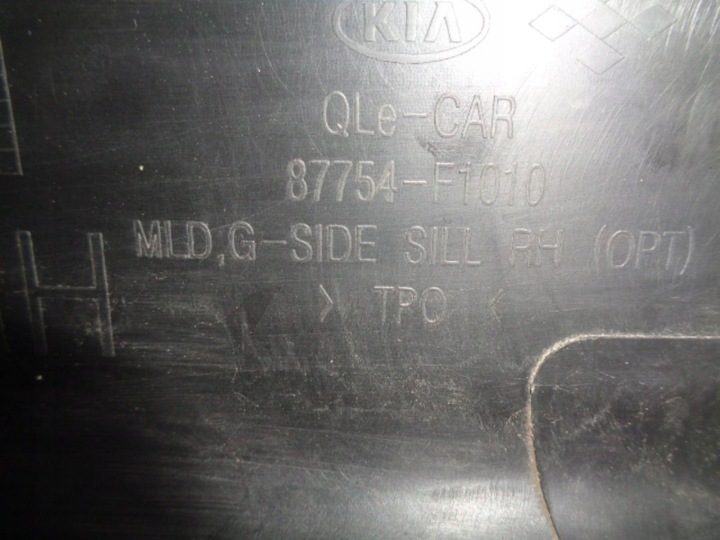 KIA
QLe-CAR
87754-F1010
MLD,G-SIDE SILL RH (OPT)
> TPO <
H